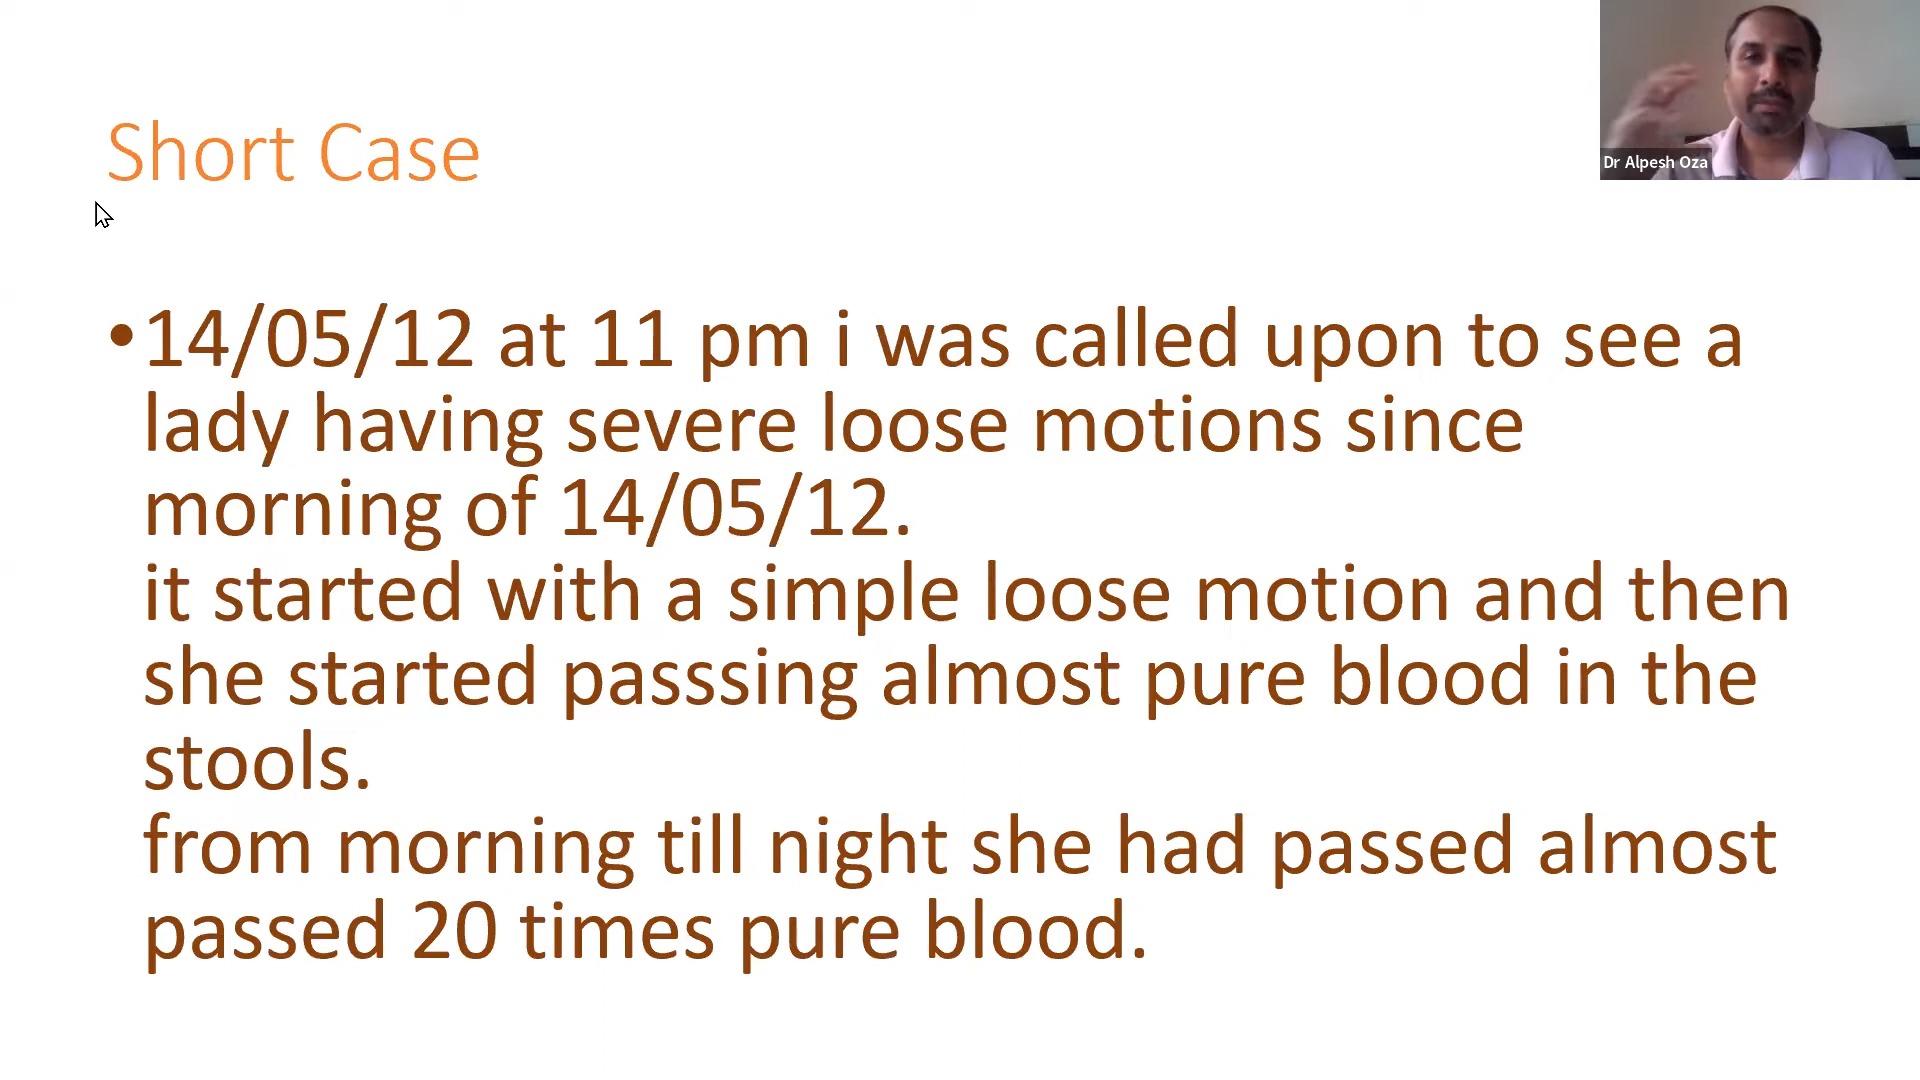 Short Case
Dr Alpesh Oza
•14/05/12 at 11 pm i was called upon to see a
lady having severe loose motions since
morning of 14/05/12.
it started with a simple loose motion and then
she started passsing almost pure blood in the
stools.
from morning till night she had passed almost
passed 20 times pure blood.